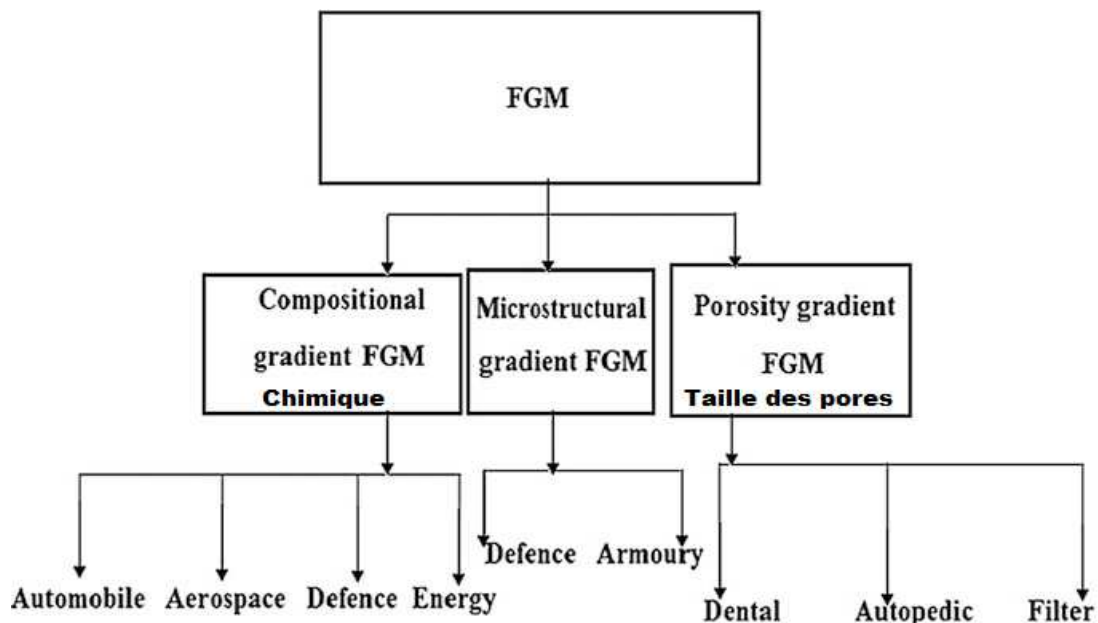 FGM
Compositional
gradient FGM
Chimique
Microstructural
gradient FGM
Porosity gradient
FGM
Taille des pores
Automobile Aerospace Defence Energy
Defence Armoury
Dental Autopedic Filter